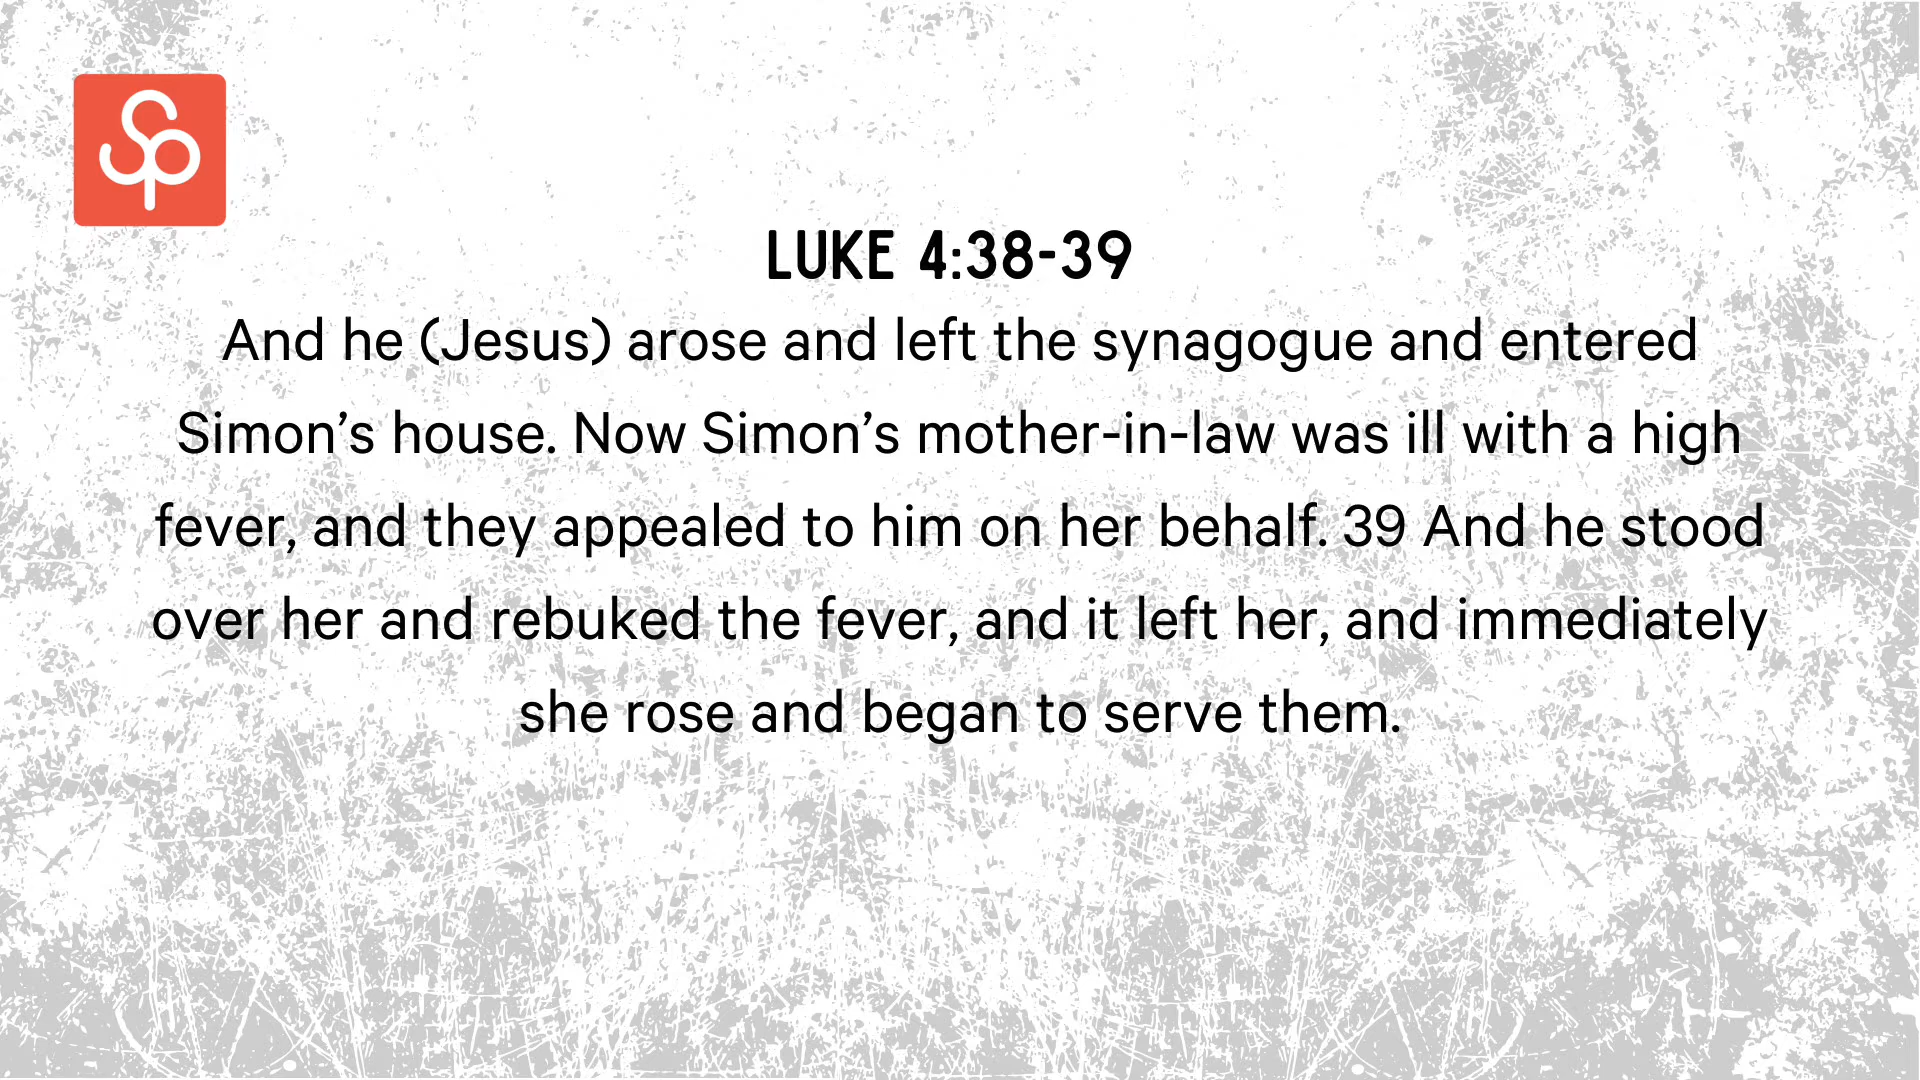 SP
LUKE 4:38-39
And he (Jesus) arose and left the synagogue and entered
Simon’s house. Now Simon’s mother-in-law was ill with a high
fever, and they appealed to him on her behalf. 39 And he stood
over her and rebuked the fever, and it left her, and immediately
she rose and began to serve them.